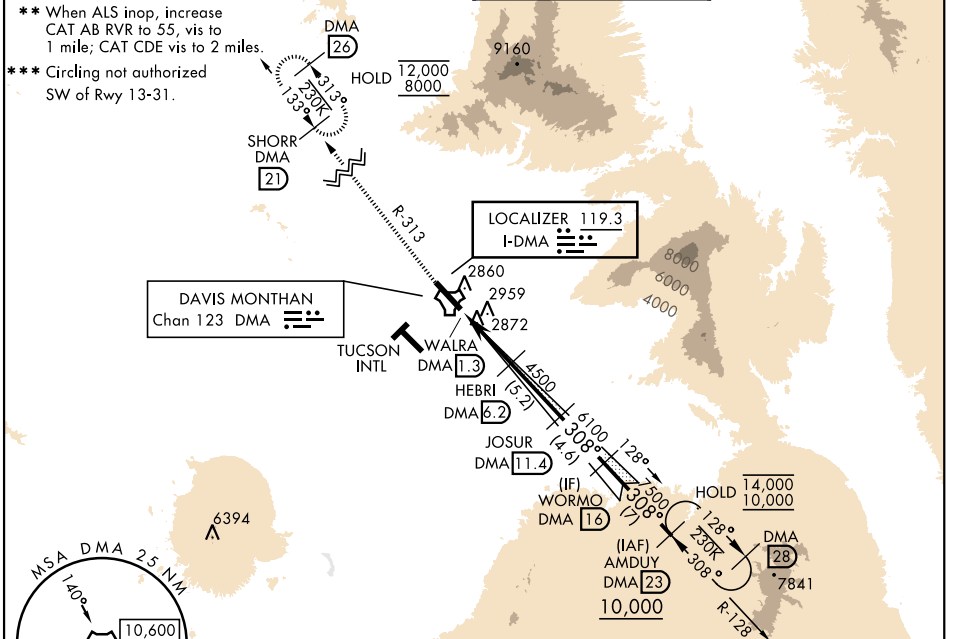 ** When ALS inop, increase
CAT AB RVR to 55, vis to
1 mile; CAT CDE vis to 2 miles.
*** Circling not authorized
SW of Rwy 13-31.
DMA
26
HOLD
12,000
8000
313°
230K
133°
SHORR
DMA
21
9160
R-313
LOCALIZER 119.3
I-DMA
8000
6000
4000
2860
2959
2872
DAVIS MONTHAN
Chan 123 DMA
TUCSON
INTL
WALRA
DMA 1.3
HEBRI
DMA 6.2
4500
(5.2)
JOSUR
DMA 11.4
6100
308°
(4.6)
128°
(IF)
WORMO
DMA 16
7500
308°
(7)
HOLD
14,000
10,000
128°
230K
308°
DMA
28
7841
(IAF)
AMDUY
DMA 23
10,000
R-128
6394
MSA DMA 25 NM
140°
10,600